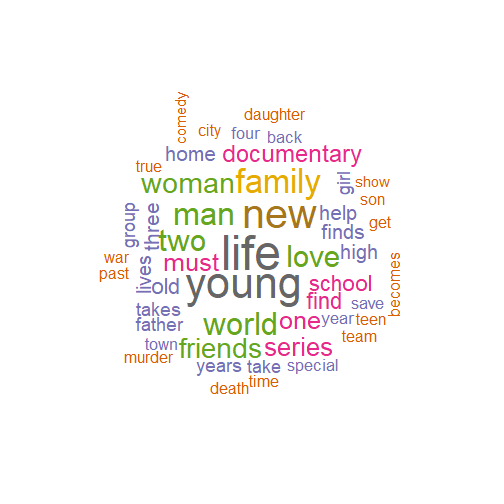 comedy
daughter
city four back
home documentary
true
woman family girl show
son
group three man new help get
two finds
war life love high
past lives must
old young school becomes
takes find save
father world one year teen
team
town friends series
murder years take special
death time